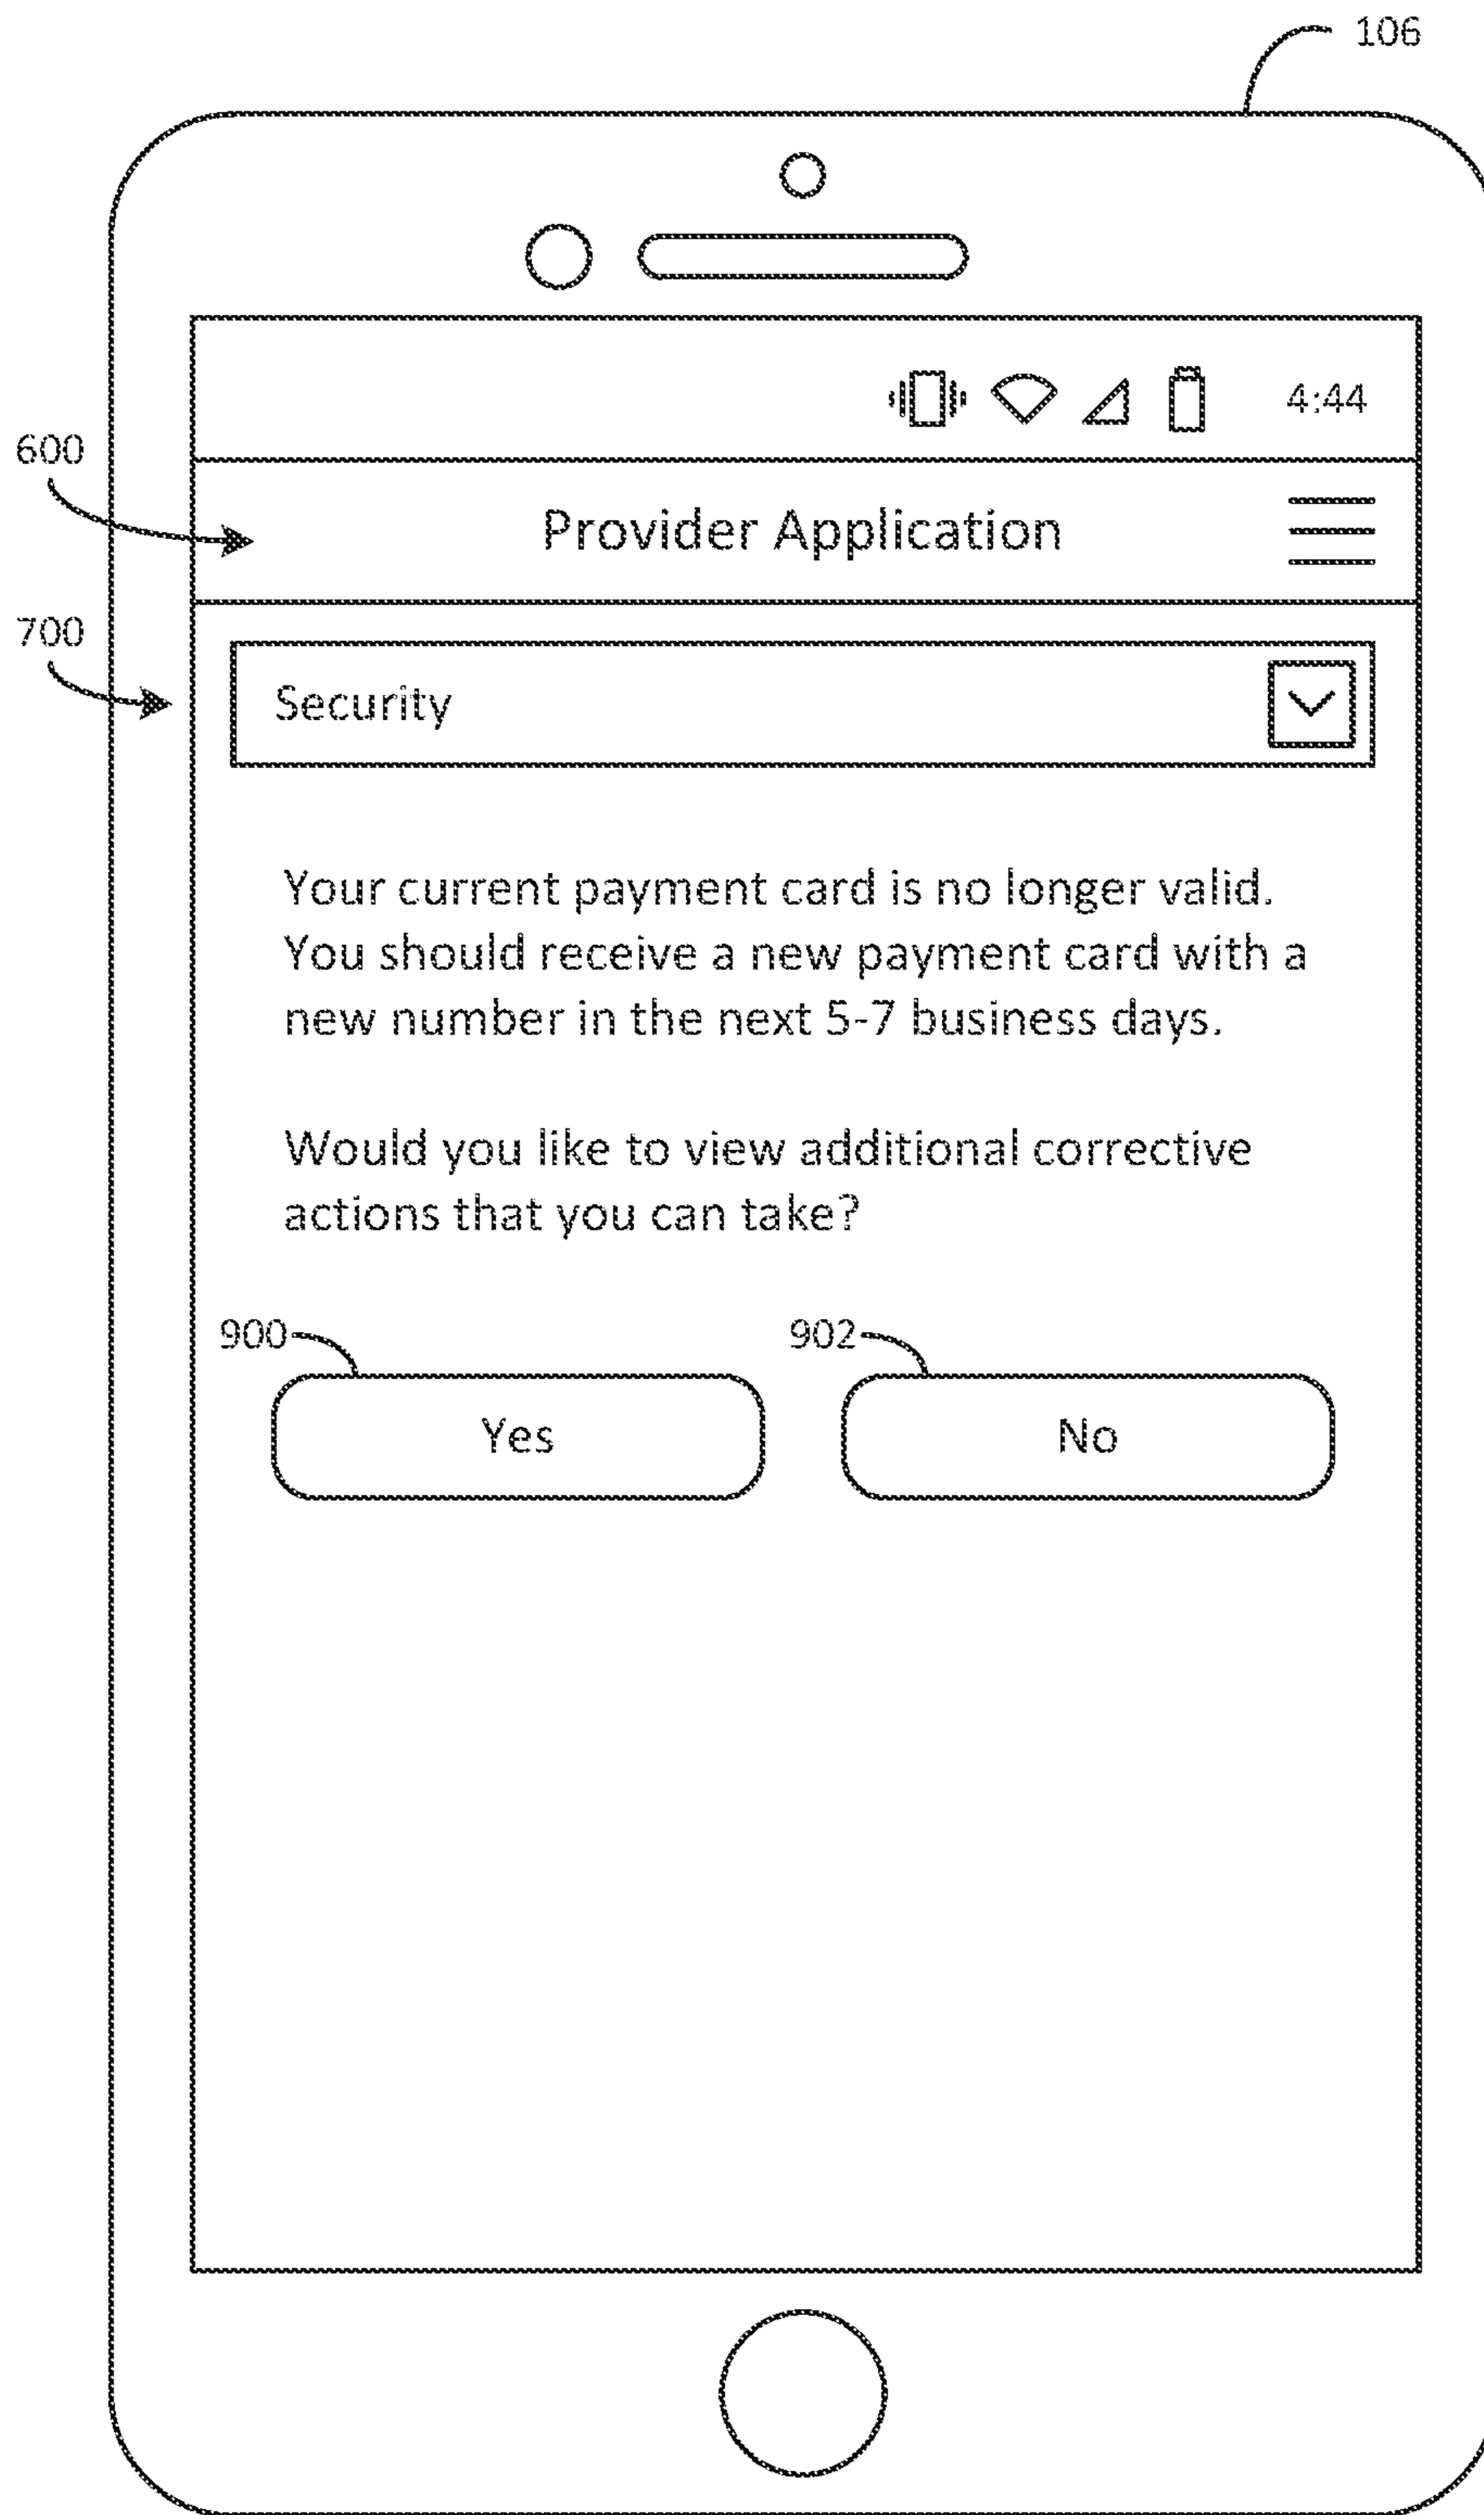 106
4:44
600
Provider Application
700
Security
Your current payment card is no longer valid.
You should receive a new payment card with a
new number in the next 5-7 business days.
Would you like to view additional corrective
actions that you can take?
900
902
Yes
No